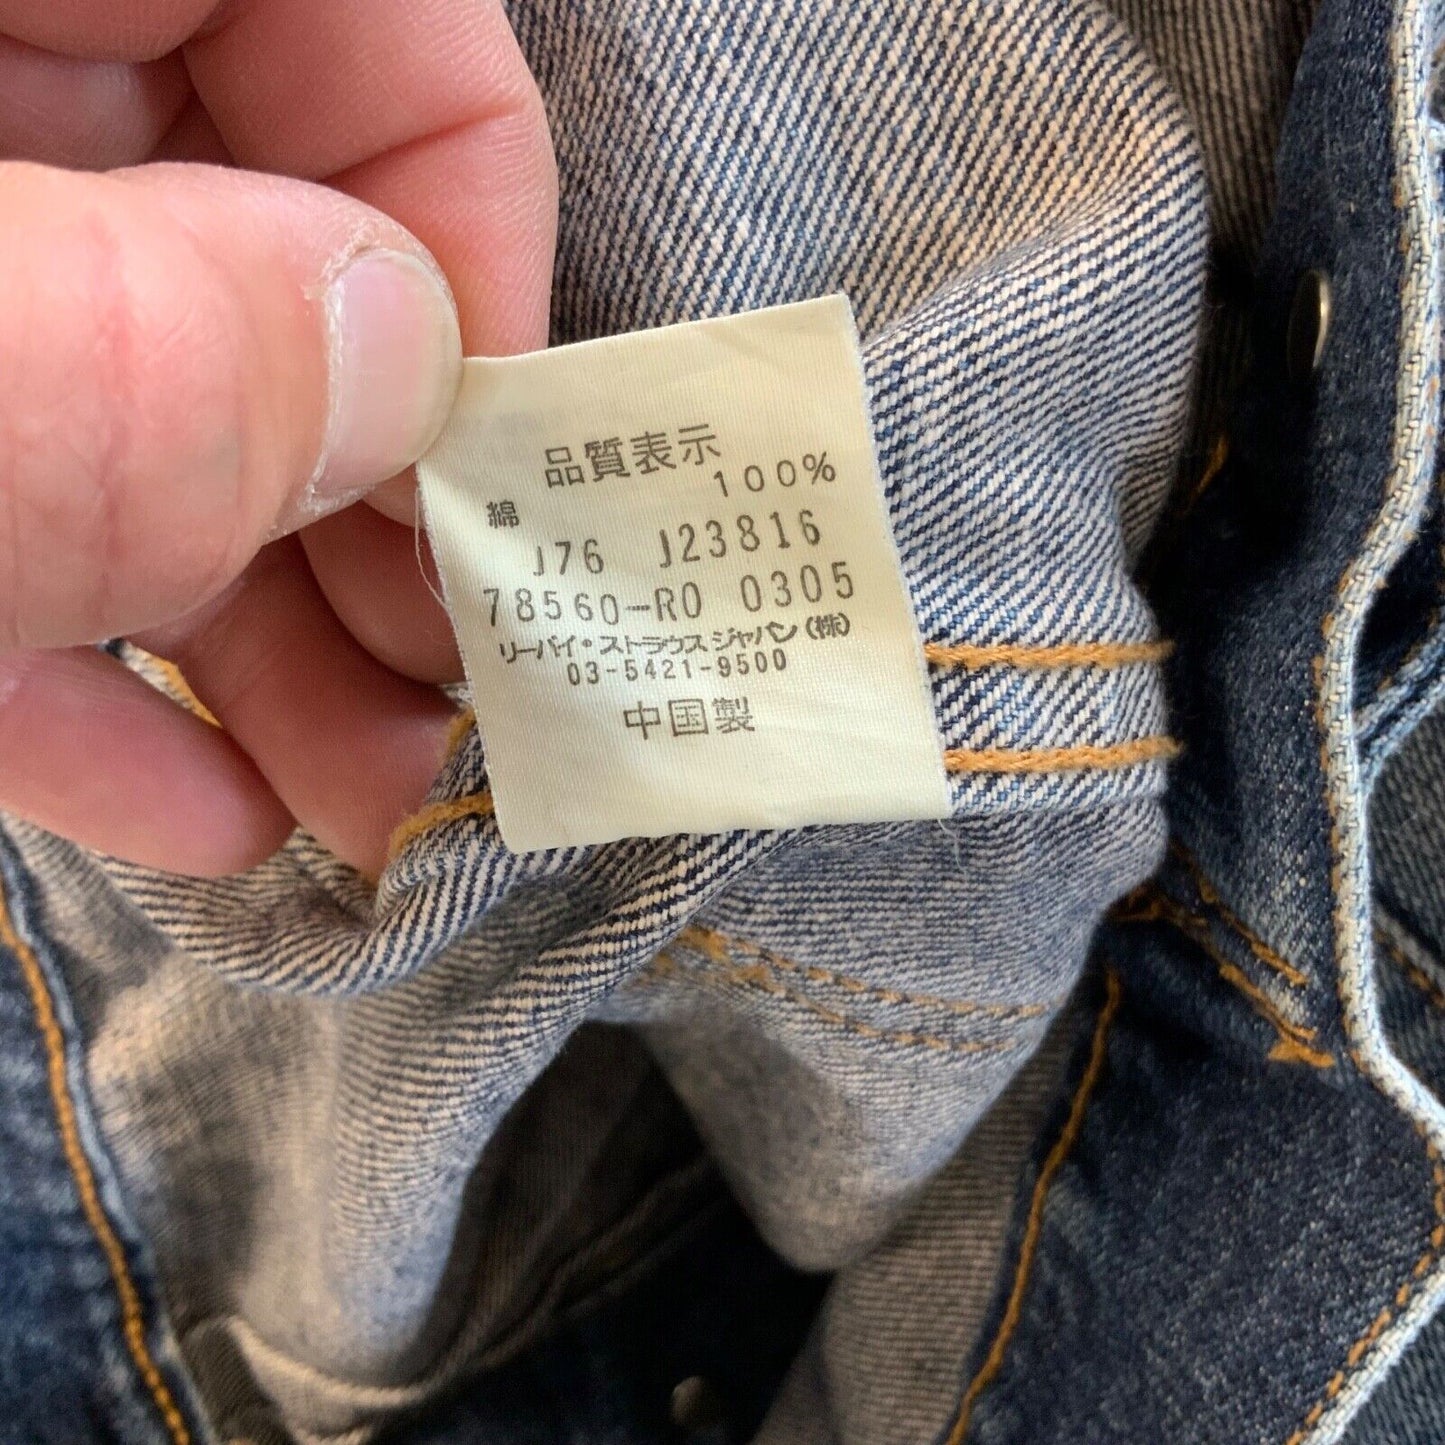 品質表示
綿 100%
J76 J23816
78560-R0 0305
リーバイ・ストラウス ジャパン(株)
03-5421-9500
中国製